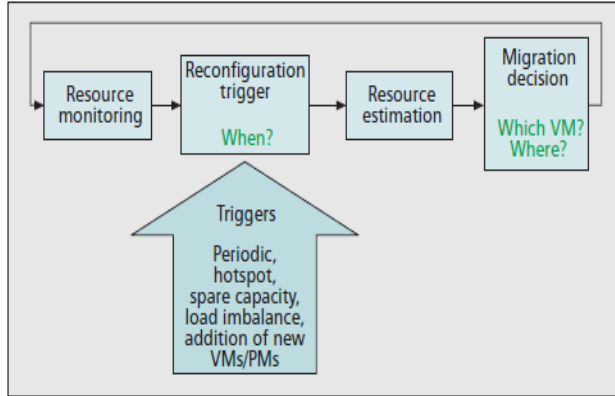 Resource
monitoring
Reconfiguration
trigger
When?
Resource
estimation
Migration
decision
Which VM?
Where?
Triggers
Periodic,
hotspot,
spare capacity,
load imbalance,
addition of new
VMs/PMs